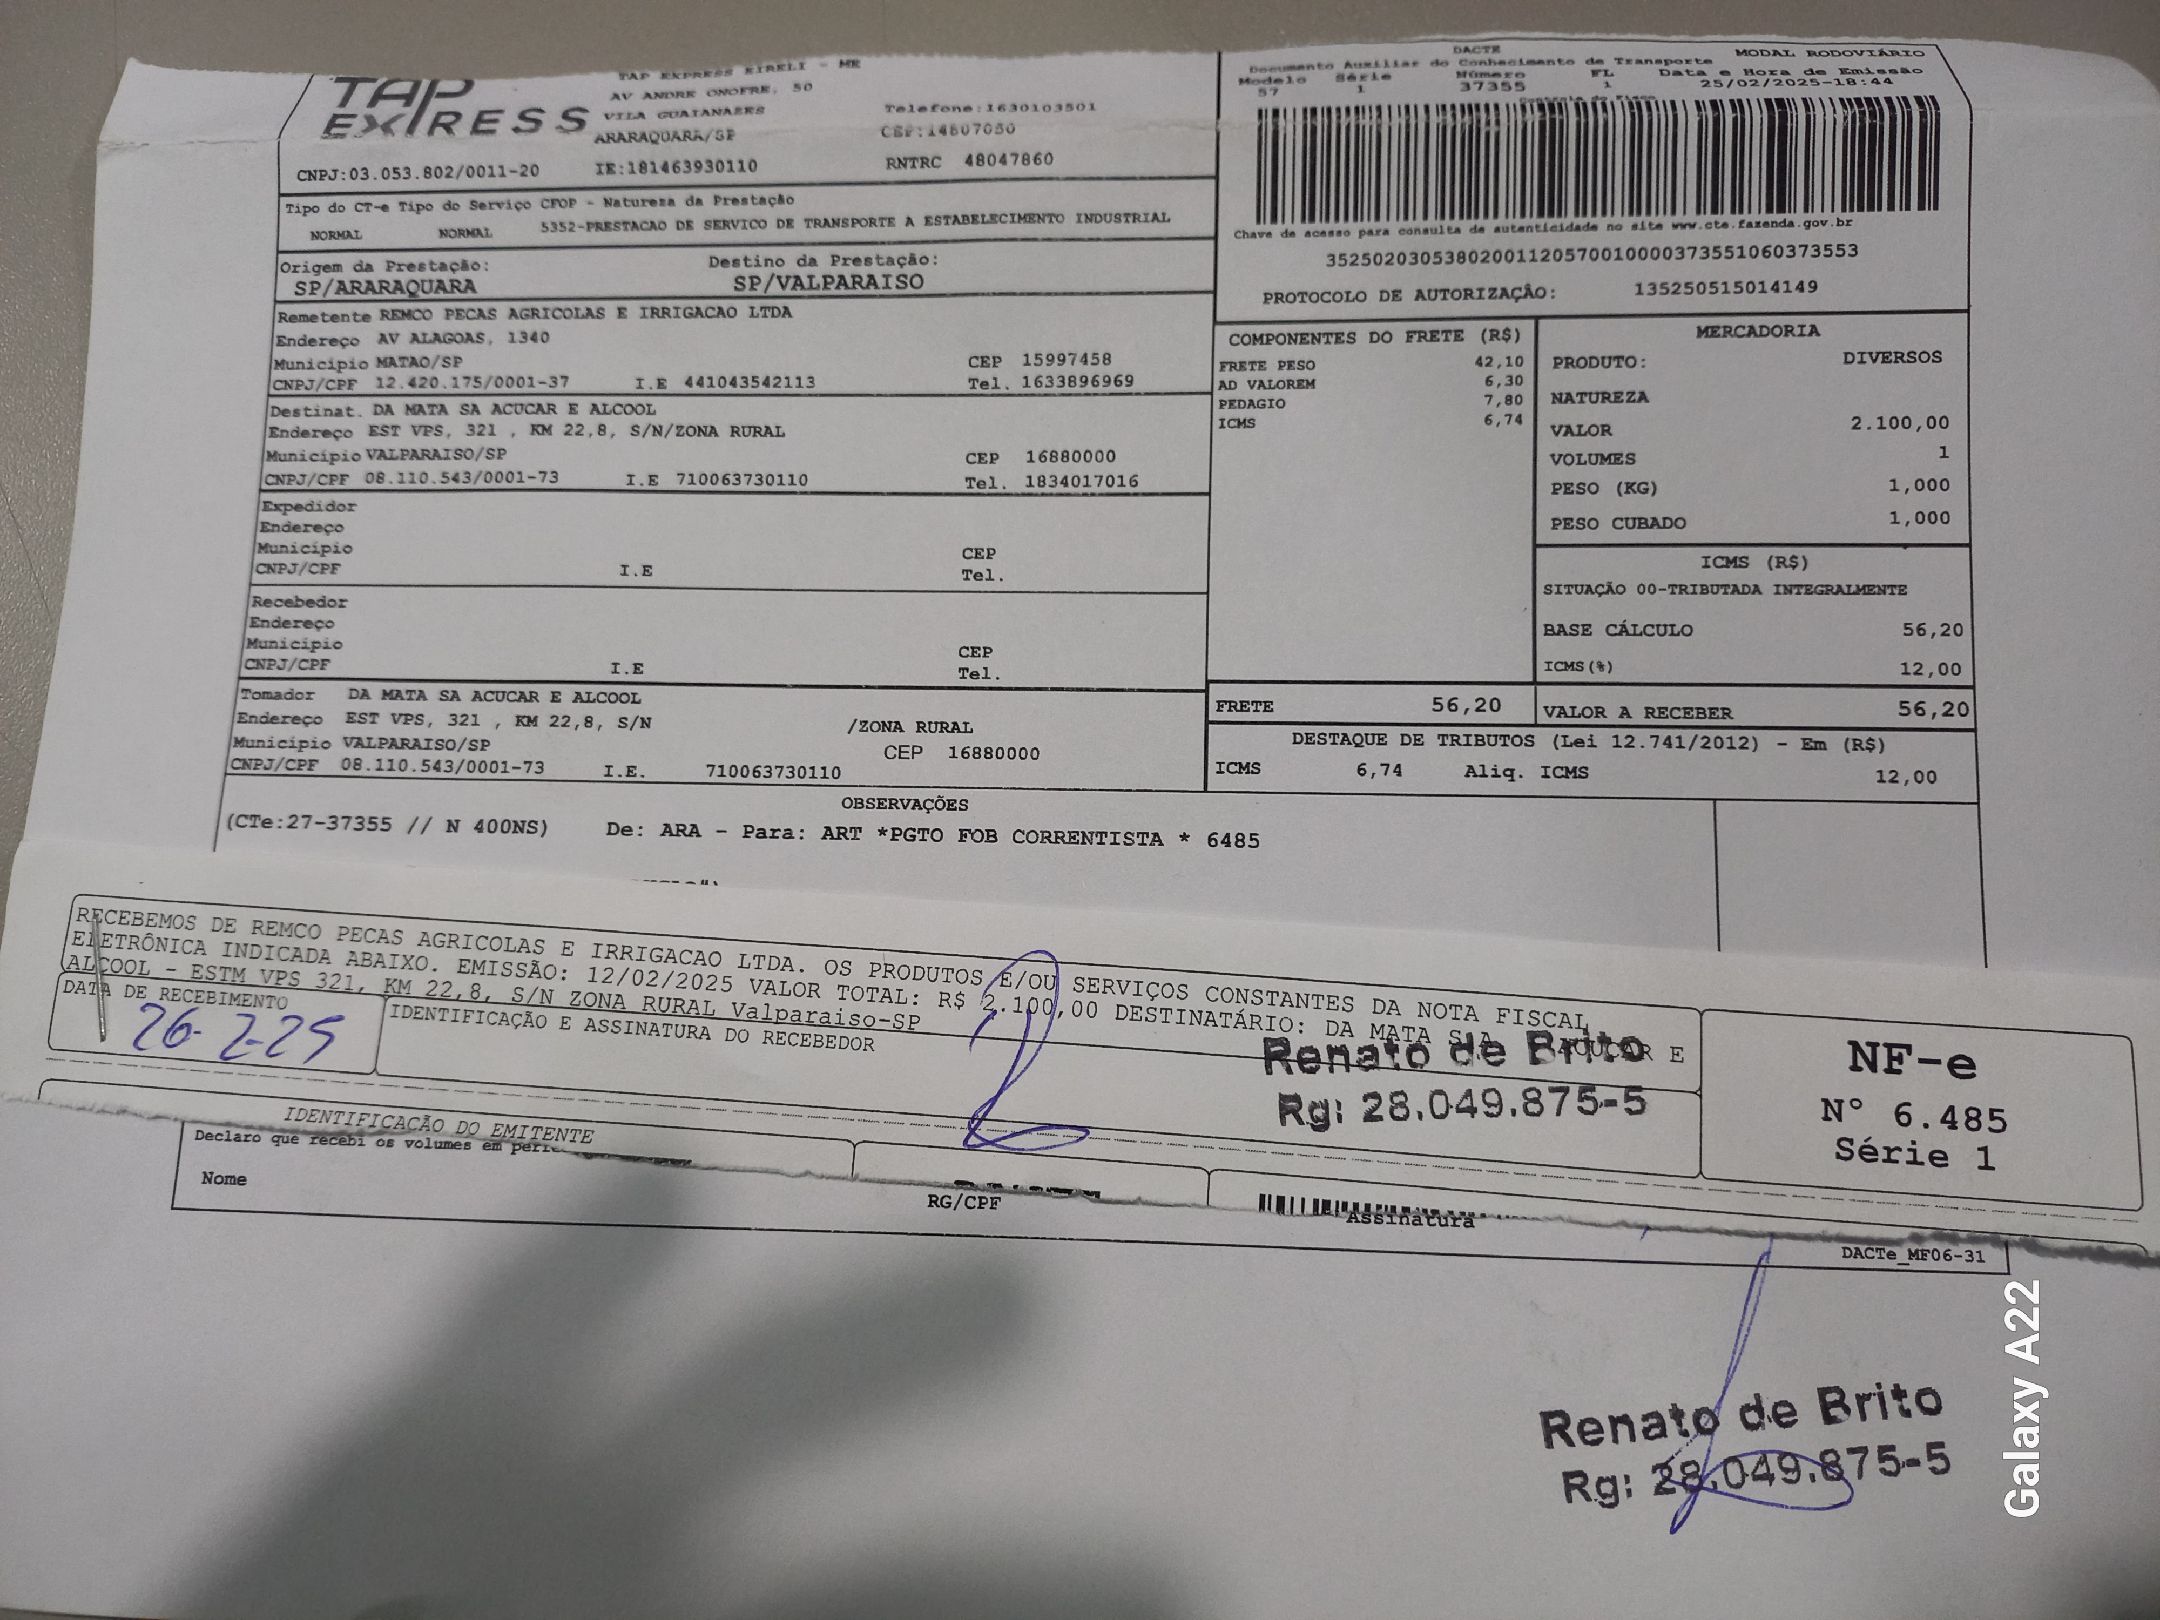 TAP EXPRESS
TAP EXPRESS EIRELI - ME
AV ANDRE ONOFRE, 50
VILA GUAIANASES Telefone:1630103501
ARARAQUARA/SP CEP:14807050
CNPJ:03.053.802/0011-20 IE:181463930110 RNTRC 48047860
DACTE MODAL RODOVIÁRIO
Documento Auxiliar do Conhecimento de Transporte
Modelo Série Número FL Data e Hora de Emissão
57 1 37355 1 25/02/2025-18:44
Controle do Fisco
Chave de acesso para consulta de autenticidade no site www.cte.fazenda.gov.br
35250203053802001120570010000373551060373553
PROTOCOLO DE AUTORIZAÇÃO: 135250515014149
Tipo do CT-e Tipo do Serviço CFOP - Natureza da Prestação
NORMAL NORMAL 5352-PRESTACAO DE SERVICO DE TRANSPORTE A ESTABELECIMENTO INDUSTRIAL
Origem da Prestação: Destino da Prestação:
SP/ARARAQUARA SP/VALPARAISO
Remetente REMCO PECAS AGRICOLAS E IRRIGACAO LTDA
Endereço AV ALAGOAS, 1340
Município MATAO/SP CEP 15997458
CNPJ/CPF 12.420.175/0001-37 I.E 441043542113 Tel. 1633896969
Destinat. DA MATA SA ACUCAR E ALCOOL
Endereço EST VPS, 321 , KM 22,8, S/N/ZONA RURAL
Município VALPARAISO/SP CEP 16880000
CNPJ/CPF 08.110.543/0001-73 I.E 710063730110 Tel. 1834017016
Expedidor
Endereço
Município CEP
CNPJ/CPF I.E Tel.
Recebedor
Endereço
Município CEP
CNPJ/CPF I.E Tel.
Tomador DA MATA SA ACUCAR E ALCOOL
Endereço EST VPS, 321 , KM 22,8, S/N /ZONA RURAL
Município VALPARAISO/SP CEP 16880000
CNPJ/CPF 08.110.543/0001-73 I.E. 710063730110
COMPONENTES DO FRETE (R$)
FRETE PESO 42,10
AD VALOREM 6,30
PEDAGIO 7,80
ICMS 6,74
MERCADORIA
PRODUTO: DIVERSOS
NATUREZA
VALOR 2.100,00
VOLUMES 1
PESO (KG) 1,000
PESO CUBADO 1,000
ICMS (R$)
SITUAÇÃO 00-TRIBUTADA INTEGRALMENTE
BASE CÁLCULO 56,20
ICMS(%) 12,00
FRETE 56,20 VALOR A RECEBER 56,20
DESTAQUE DE TRIBUTOS (Lei 12.741/2012) - Em (R$)
ICMS 6,74 Aliq. ICMS 12,00
OBSERVAÇÕES
(CTe:27-37355 // N 400NS) De: ARA - Para: ART *PGTO FOB CORRENTISTA * 6485
RECEBEMOS DE REMCO PECAS AGRICOLAS E IRRIGACAO LTDA. OS PRODUTOS E/OU SERVIÇOS CONSTANTES DA NOTA FISCAL
ELETRÔNICA INDICADA ABAIXO. EMISSÃO: 12/02/2025 VALOR TOTAL: R$ 2.100,00 DESTINATÁRIO: DA MATA S/A AÇUCAR E
ALCOOL - ESTM VPS 321, KM 22,8, S/N ZONA RURAL Valparaiso-SP
DATA DE RECEBIMENTO IDENTIFICAÇÃO E ASSINATURA DO RECEBEDOR
26-2-25
Renato de Brito
Rg: 28.049.875-5
NF-e
Nº 6.485
Série 1
IDENTIFICAÇÃO DO EMITENTE
Declaro que recebi os volumes em
Nome RG/CPF Assinatura
DACTe_MF06-31
Renato de Brito
Rg: 28.049.875-5
Galaxy A22